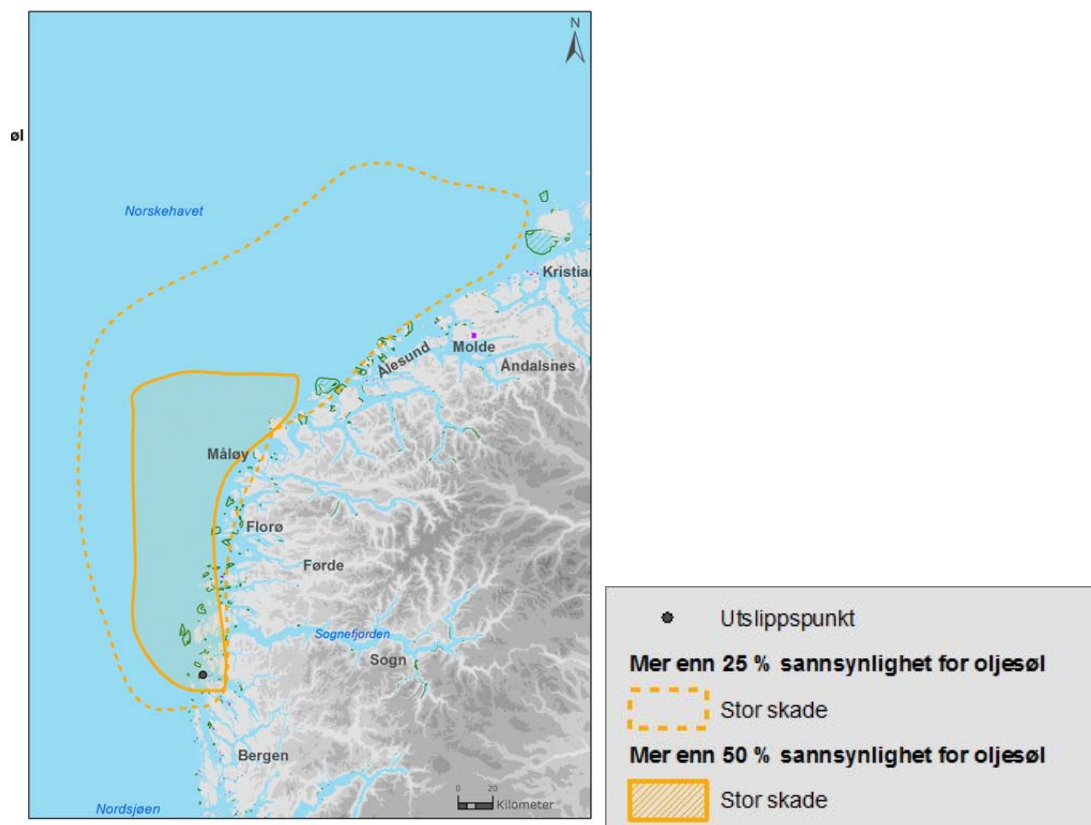 N
øl
Norskehavet
Kristian
Molde
Ålesund
Åndalsnes
Måløy
Florø
Førde
Sognefjorden
Sogn
Bergen
0 20
Kilometer
Nordsjøen
Utslippspunkt
Mer enn 25 % sannsynlighet for oljesøl
Stor skade
Mer enn 50 % sannsynlighet for oljesøl
Stor skade